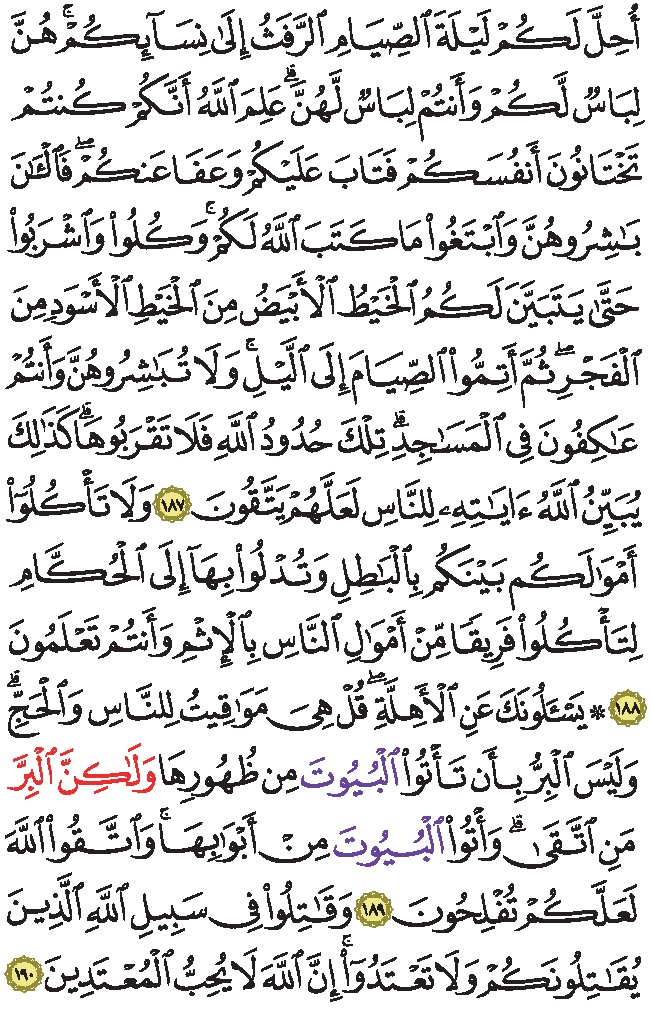 أُحِلَّ لَكُمْ لَيْلَةَ ٱلصِّيَامِ ٱلرَّفَثُ إِلَىٰ نِسَآئِكُمْۚ هُنَّ
لِبَاسٌ لَّكُمْ وَأَنتُمْ لِبَاسٌ لَّهُنَّۗ عَلِمَ ٱللَّهُ أَنَّكُمْ كُنتُمْ
تَخْتَانُونَ أَنفُسَكُمْ فَتَابَ عَلَيْكُمْ وَعَفَا عَنكُمْۖ فَٱلْـَٰٔنَ
بَٰشِرُوهُنَّ وَٱبْتَغُوا۟ مَا كَتَبَ ٱللَّهُ لَكُمْۚ وَكُلُوا۟ وَٱشْرَبُوا۟
حَتَّىٰ يَتَبَيَّنَ لَكُمُ ٱلْخَيْطُ ٱلْأَبْيَضُ مِنَ ٱلْخَيْطِ ٱلْأَسْوَدِ مِنَ
ٱلْفَجْرِۖ ثُمَّ أَتِمُّوا۟ ٱلصِّيَامَ إِلَى ٱلَّيْلِۚ وَلَا تُبَٰشِرُوهُنَّ وَأَنتُمْ
عَٰكِفُونَ فِى ٱلْمَسَٰجِدِۗ تِلْكَ حُدُودُ ٱللَّهِ فَلَا تَقْرَبُوهَاۗ كَذَٰلِكَ
يُبَيِّنُ ٱللَّهُ ءَايَٰتِهِۦ لِلنَّاسِ لَعَلَّهُمْ يَتَّقُونَ ١٨٧ وَلَا تَأْكُلُوٓا۟
أَمْوَٰلَكُم بَيْنَكُم بِٱلْبَٰطِلِ وَتُدْلُوا۟ بِهَآ إِلَى ٱلْحُكَّامِ
لِتَأْكُلُوا۟ فَرِيقًا مِّنْ أَمْوَٰلِ ٱلنَّاسِ بِٱلْإِثْمِ وَأَنتُمْ تَعْلَمُونَ
١٨٨ ۞ يَسْـَٔلُونَكَ عَنِ ٱلْأَهِلَّةِۖ قُلْ هِىَ مَوَٰقِيتُ لِلنَّاسِ وَٱلْحَجِّۗ
وَلَيْسَ ٱلْبِرُّ بِأَن تَأْتُوا۟ ٱلْبُيُوتَ مِن ظُهُورِهَا وَلَٰكِنَّ ٱلْبِرَّ
مَنِ ٱتَّقَىٰۗ وَأْتُوا۟ ٱلْبُيُوتَ مِنْ أَبْوَٰبِهَاۚ وَٱتَّقُوا۟ ٱللَّهَ
لَعَلَّكُمْ تُفْلِحُونَ ١٨٩ وَقَٰتِلُوا۟ فِى سَبِيلِ ٱللَّهِ ٱلَّذِينَ
يُقَٰتِلُونَكُمْ وَلَا تَعْتَدُوٓا۟ۚ إِنَّ ٱللَّهَ لَا يُحِبُّ ٱلْمُعْتَدِينَ ١٩٠